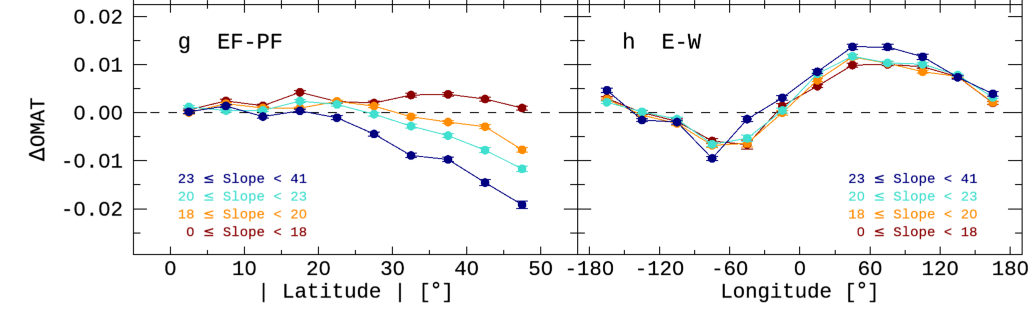 0.02
0.01
0.00
-0.01
-0.02
ΔOMAT
g EF-PF
23 ≤ Slope < 41
20 ≤ Slope < 23
18 ≤ Slope < 20
0 ≤ Slope < 18
0 10 20 30 40 50
| Latitude | [°]
h E-W
23 ≤ Slope < 41
20 ≤ Slope < 23
18 ≤ Slope < 20
0 ≤ Slope < 18
-180 -120 -60 0 60 120 180
Longitude [°]